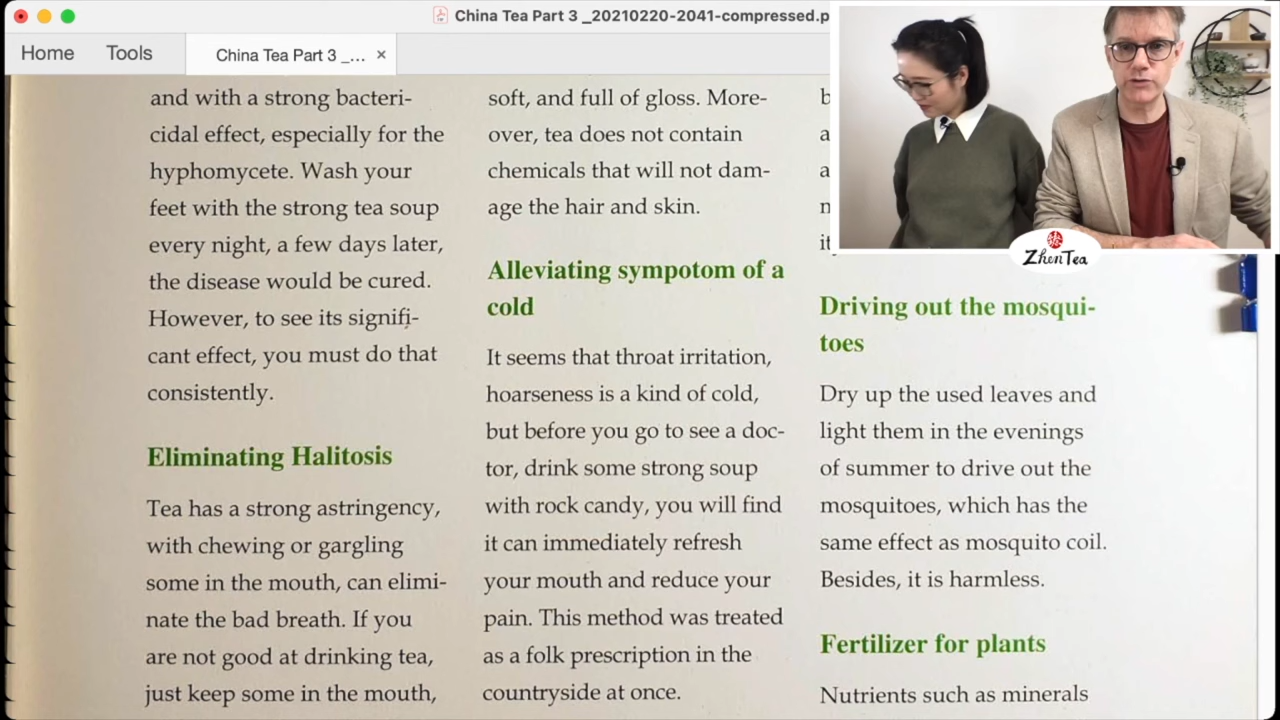 China Tea Part 3 _20210220-2041-compressed.p
Home
Tools
China Tea Part 3 _...
and with a strong bacteri-
cidal effect, especially for the
hyphomycete. Wash your
feet with the strong tea soup
every night, a few days later,
the disease would be cured.
However, to see its signifi-
cant effect, you must do that
consistently.
Eliminating Halitosis
Tea has a strong astringency,
with chewing or gargling
some in the mouth, can elimi-
nate the bad breath. If you
are not good at drinking tea,
just keep some in the mouth,
soft, and full of gloss. More-
over, tea does not contain
chemicals that will not dam-
age the hair and skin.
Alleviating sympotom of a
cold
It seems that throat irritation,
hoarseness is a kind of cold,
but before you go to see a doc-
tor, drink some strong soup
with rock candy, you will find
it can immediately refresh
your mouth and reduce your
pain. This method was treated
as a folk prescription in the
countryside at once.
Driving out the mosqui-
toes
Dry up the used leaves and
light them in the evenings
of summer to drive out the
mosquitoes, which has the
same effect as mosquito coil.
Besides, it is harmless.
Fertilizer for plants
Nutrients such as minerals
ZhenTea